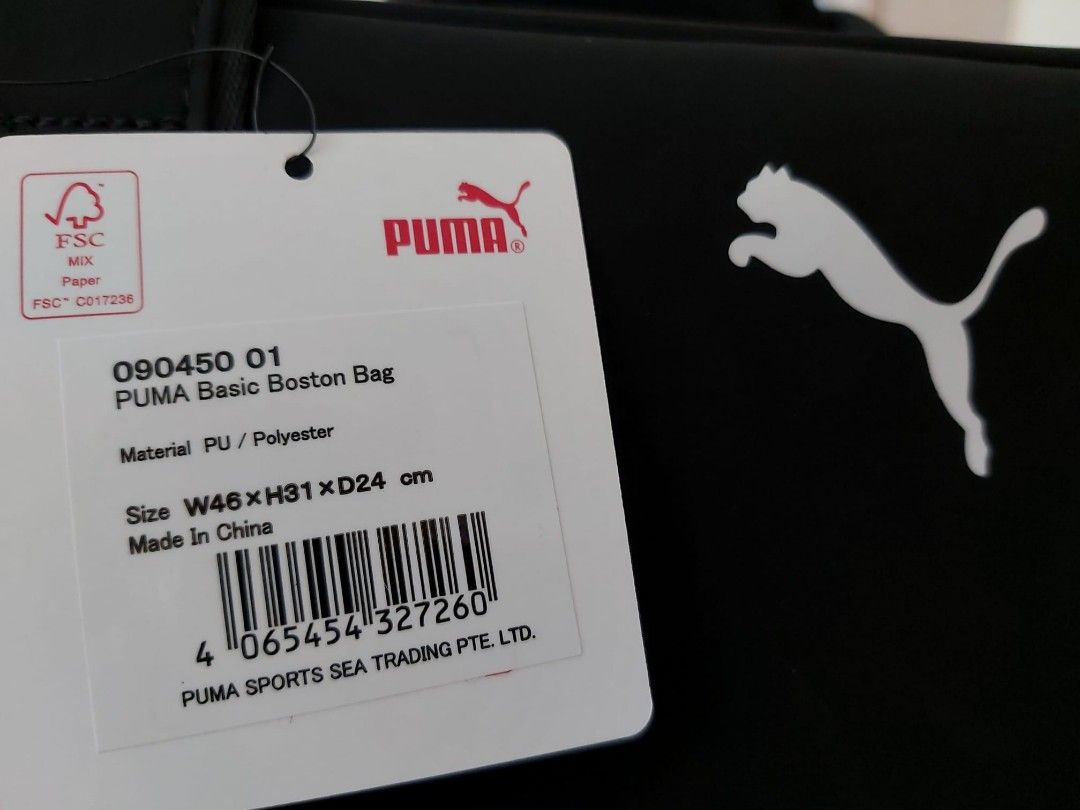 FSC™
MIX
Paper
FSC™ C017236
PUMA®
090450 01
PUMA Basic Boston Bag
Material PU / Polyester
Size W46×H31×D24 cm
Made In China
4 065454 327260
PUMA SPORTS SEA TRADING PTE. LTD.